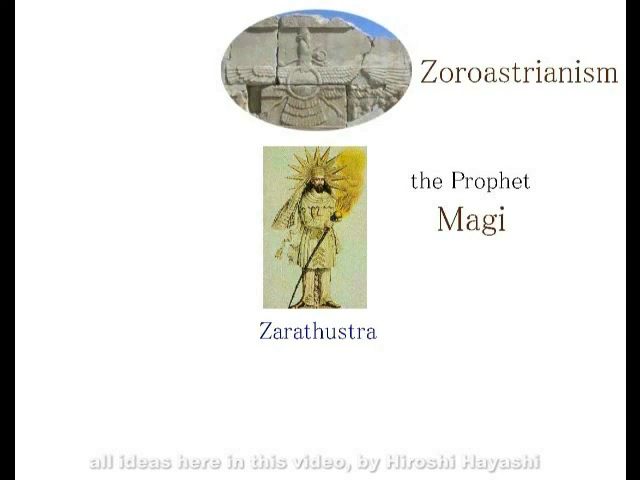 Zoroastrianism
the Prophet
Magi
Zarathustra
all ideas here in this video, by Hiroshi Hayashi